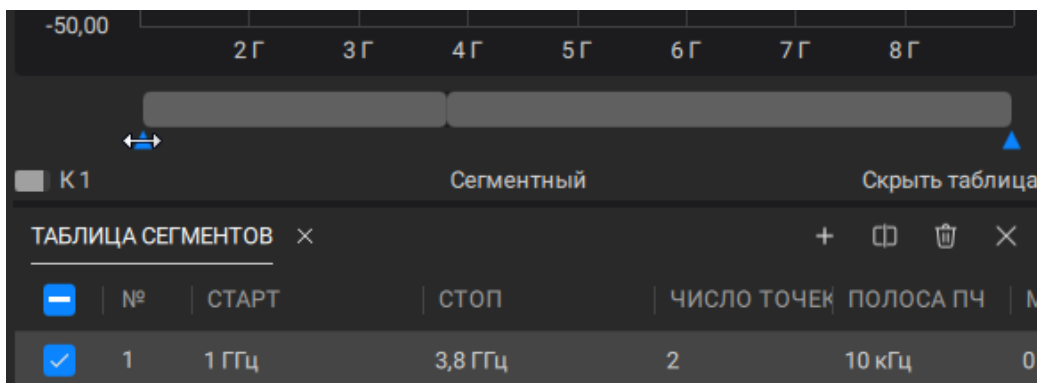 -50,00
2 Г 3 Г 4 Г 5 Г 6 Г 7 Г 8 Г
К 1 Сегментный Скрыть таблица
ТАБЛИЦА СЕГМЕНТОВ
№ СТАРТ СТОП ЧИСЛО ТОЧЕК ПОЛОСА ПЧ
1 1 ГГц 3,8 ГГц 2 10 кГц 0